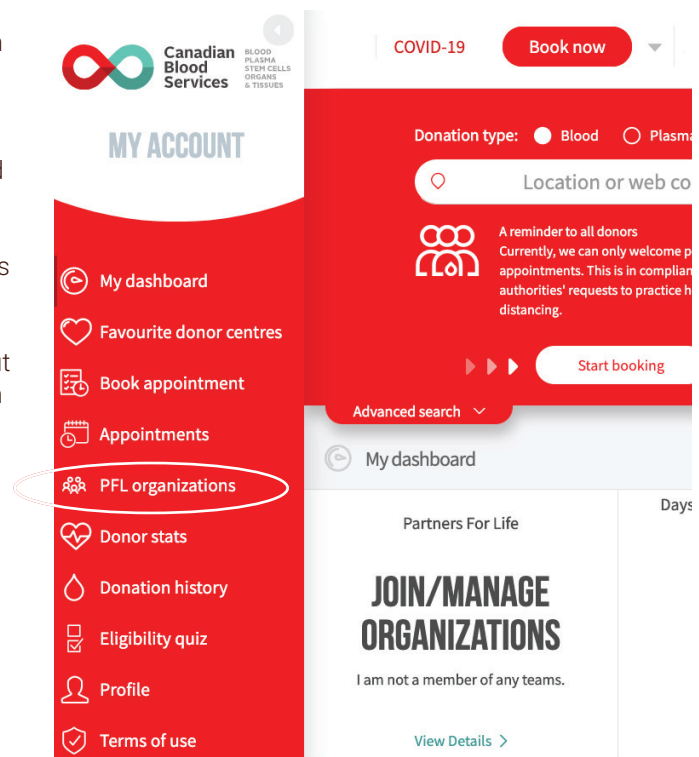 Canadian
Blood
Services
BLOOD
PLASMA
STEM CELLS
ORGANS
& TISSUES
MY ACCOUNT
My dashboard
Favourite donor centres
Book appointment
Appointments
PFL organizations
Donor stats
Donation history
Eligibility quiz
Profile
Terms of use
COVID-19
Book now
Donation type:
Blood
Plasma
Location or web co
A reminder to all donors
Currently, we can only welcome p
appointments. This is in complian
authorities' requests to practice h
distancing.
Start booking
Advanced search
My dashboard
Partners For Life
JOIN/MANAGE
ORGANIZATIONS
I am not a member of any teams.
View Details
Days